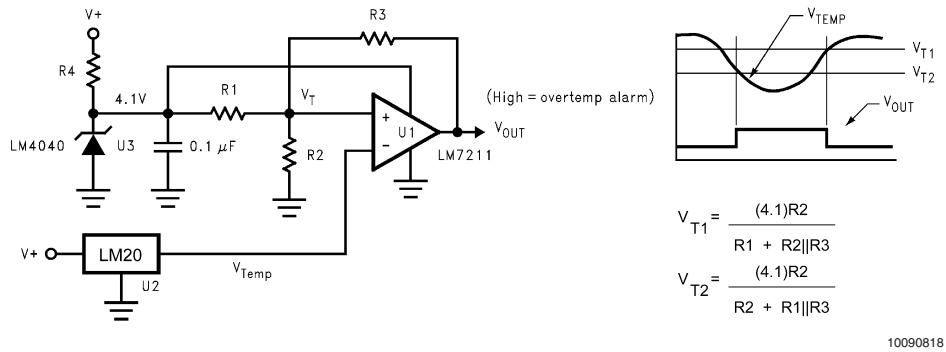 V+
R3
R4
4.1V
R1
V_T
R2
LM4040
U3
0.1 μF
+
−
U1
LM7211
(High = overtemp alarm)
V_OUT
V+
LM20
U2
V_Temp
V_TEMP
V_T1
V_T2
V_OUT
V_T1 = (4.1)R2
R1 + R2||R3
V_T2 = (4.1)R2
R2 + R1||R3
10090818